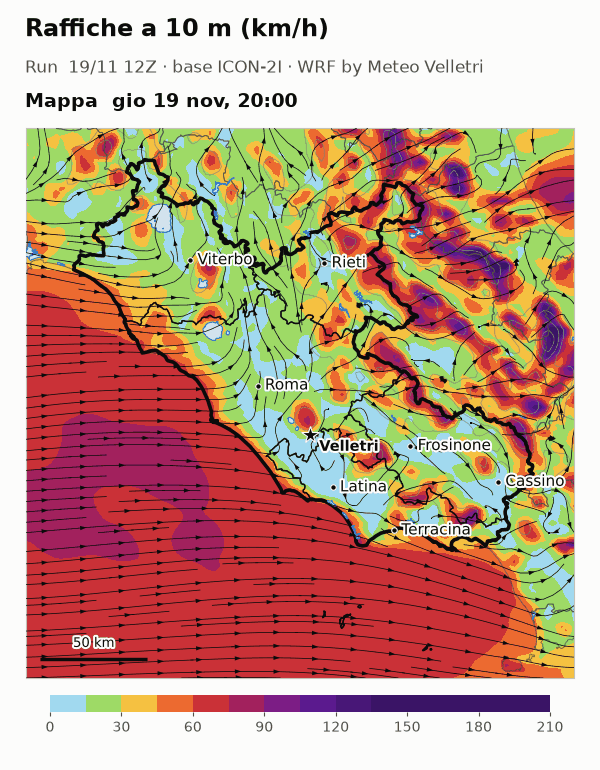 Raffiche a 10 m (km/h)
Run  19/11 12Z · base ICON-2I · WRF by Meteo Velletri
Mappa  gio 19 nov, 20:00
Viterbo
Rieti
Roma
Velletri
Frosinone
Latina
Cassino
Terracina
50 km
0 30 60 90 120 150 180 210